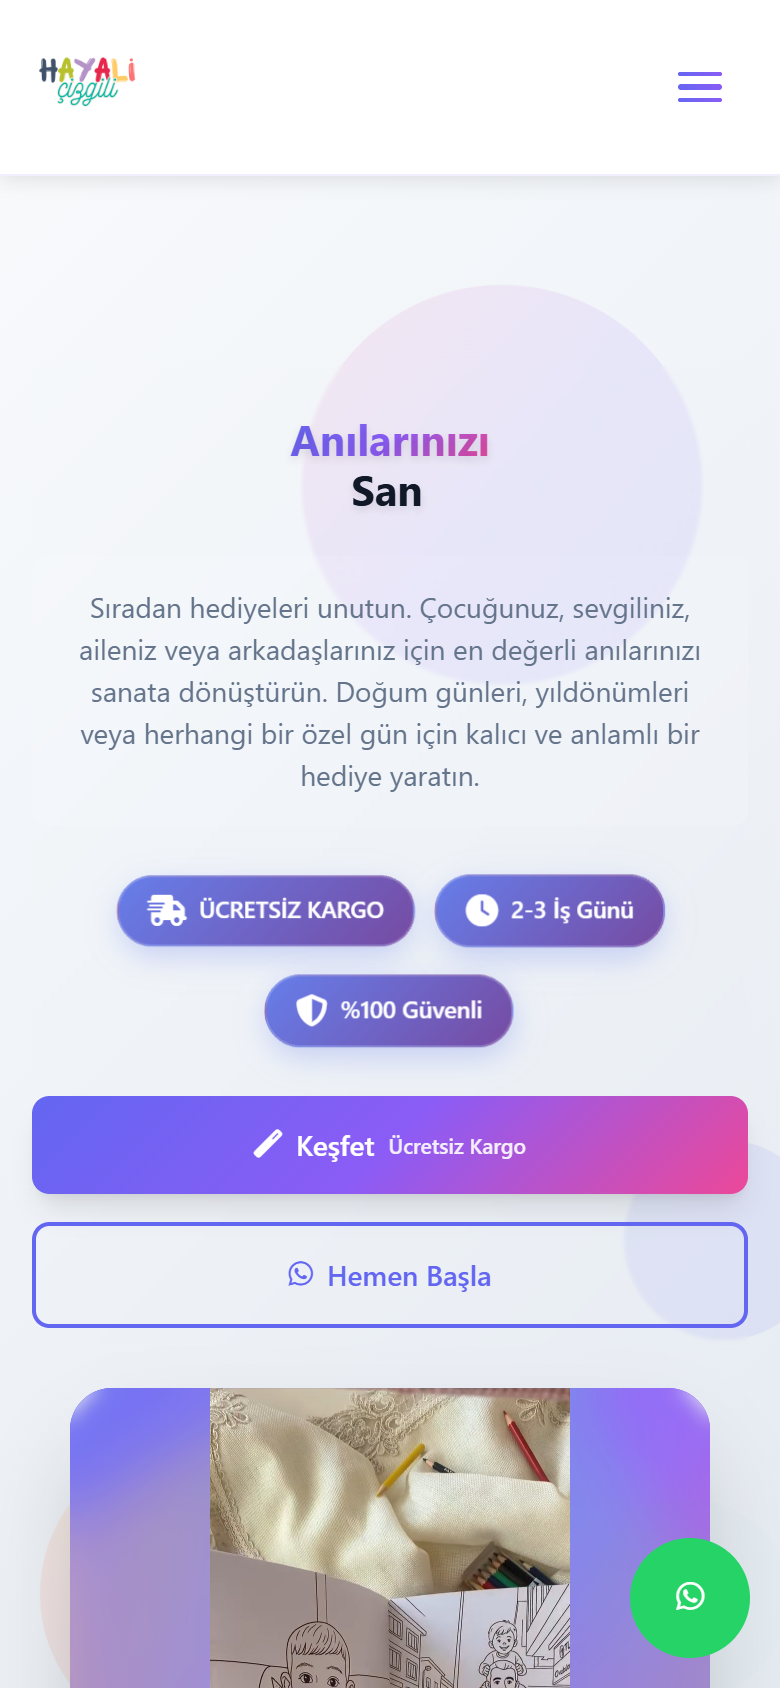 HAYALİ
çizgili
Anılarınızı
San
Sıradan hediyeleri unutun. Çocuğunuz, sevgiliniz,
aileniz veya arkadaşlarınız için en değerli anılarınızı
sanata dönüştürün. Doğum günleri, yıldönümleri
veya herhangi bir özel gün için kalıcı ve anlamlı bir
hediye yaratın.
ÜCRETSİZ KARGO
2-3 İş Günü
%100 Güvenli
Keşfet Ücretsiz Kargo
Hemen Başla